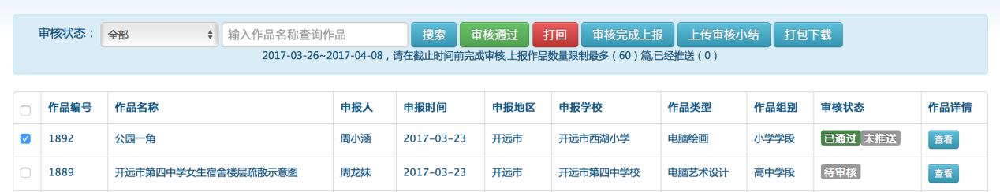 审核状态： 全部 输入作品名称查询作品 搜索 审核通过 打回 审核完成上报 上传审核小结 打包下载
2017-03-26~2017-04-08，请在截止时间前完成审核,上报作品数量限制最多（60）篇,已经推送（0）
作品编号 作品名称 申报人 申报时间 申报地区 申报学校 作品类型 作品组别 审核状态 作品详情
1892 公园一角 周小涵 2017-03-23 开远市 开远市西湖小学 电脑绘画 小学学段 已通过 未推送 查看
1889 开远市第四中学女生宿舍楼层疏散示意图 周龙妹 2017-03-23 开远市 开远市第四中学校 电脑艺术设计 高中学段 待审核 查看